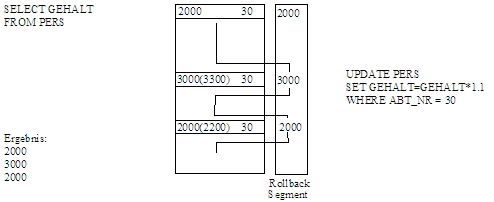 SELECT GEHALT
FROM PERS
2000 30 2000
3000(3300) 30 3000
2000(2200) 30 2000
UPDATE PERS
SET GEHALT=GEHALT*1.1
WHERE ABT_NR = 30
Ergebnis:
2000
3000
2000
Rollback
Segment